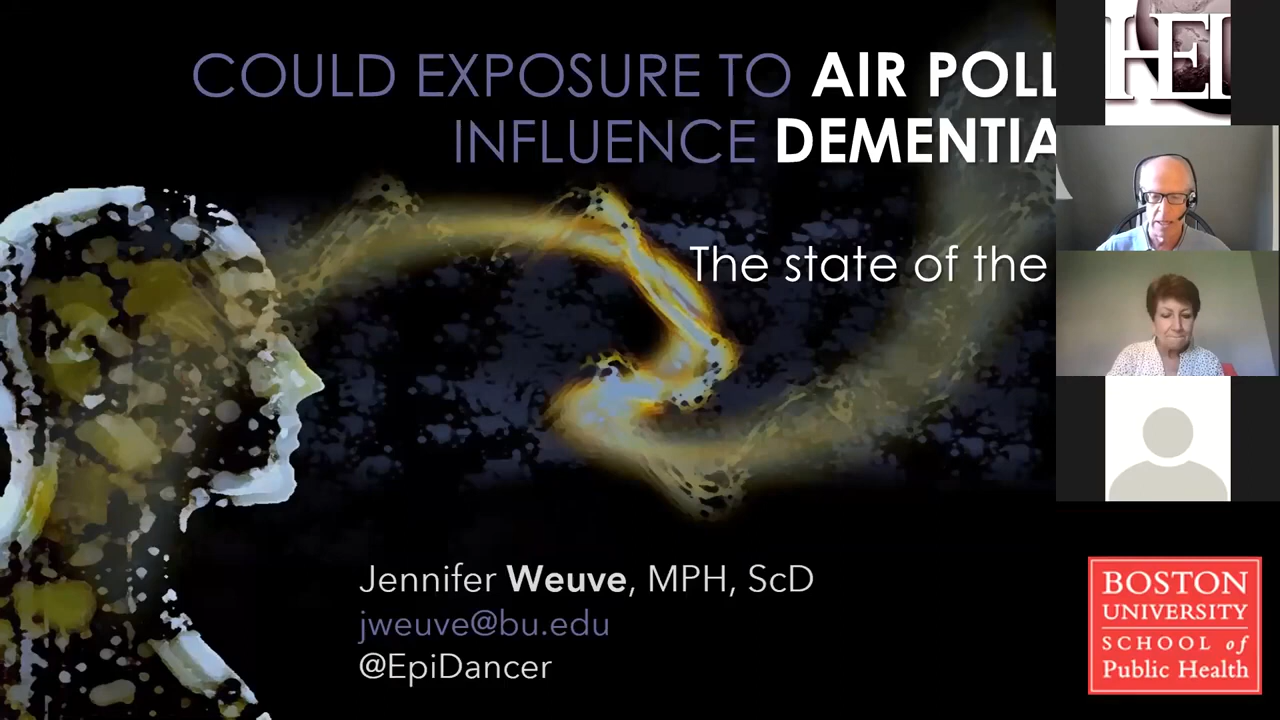 COULD EXPOSURE TO AIR POLL
INFLUENCE DEMENTIA
The state of the
Jennifer Weuve, MPH, ScD
jweuve@bu.edu
@EpiDancer
HEI
BOSTON
UNIVERSITY
SCHOOL of
Public Health